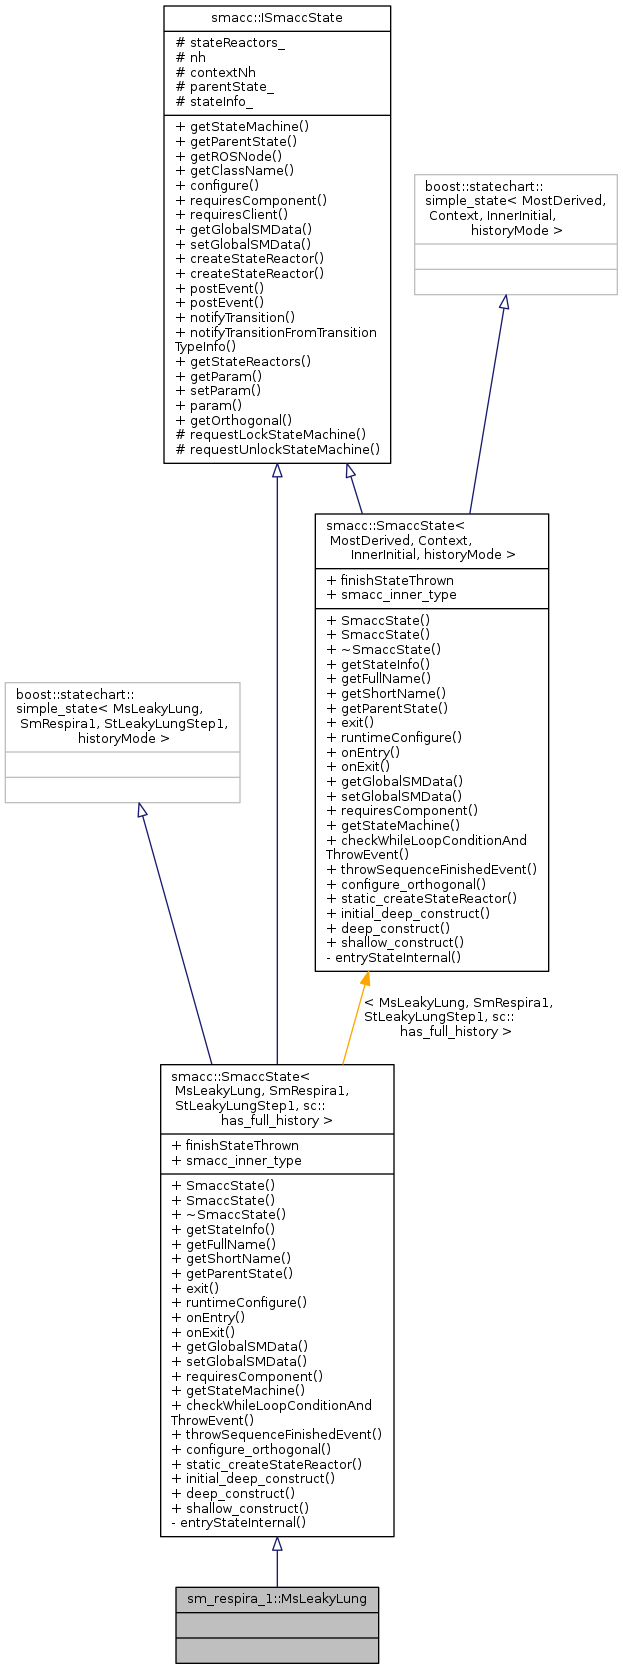 smacc::ISmaccState
# stateReactors_
# nh
# contextNh
# parentState_
# stateInfo_
+ getStateMachine()
+ getParentState()
+ getROSNode()
+ getClassName()
+ configure()
+ requiresComponent()
+ requiresClient()
+ getGlobalSMData()
+ setGlobalSMData()
+ createStateReactor()
+ createStateReactor()
+ postEvent()
+ postEvent()
+ notifyTransition()
+ notifyTransitionFromTransition
TypeInfo()
+ getStateReactors()
+ getParam()
+ setParam()
+ param()
+ getOrthogonal()
# requestLockStateMachine()
# requestUnlockStateMachine()
boost::statechart::
simple_state< MostDerived,
Context, InnerInitial,
historyMode >
smacc::SmaccState<
MostDerived, Context,
InnerInitial, historyMode >
+ finishStateThrown
+ smacc_inner_type
+ SmaccState()
+ SmaccState()
+ ~SmaccState()
+ getStateInfo()
+ getFullName()
+ getShortName()
+ getParentState()
+ exit()
+ runtimeConfigure()
+ onEntry()
+ onExit()
+ getGlobalSMData()
+ setGlobalSMData()
+ requiresComponent()
+ getStateMachine()
+ checkWhileLoopConditionAnd
ThrowEvent()
+ throwSequenceFinishedEvent()
+ configure_orthogonal()
+ static_createStateReactor()
+ initial_deep_construct()
+ deep_construct()
+ shallow_construct()
- entryStateInternal()
boost::statechart::
simple_state< MsLeakyLung,
SmRespira1, StLeakyLungStep1,
historyMode >
< MsLeakyLung, SmRespira1,
StLeakyLungStep1, sc::
has_full_history >
smacc::SmaccState<
MsLeakyLung, SmRespira1,
StLeakyLungStep1, sc::
has_full_history >
+ finishStateThrown
+ smacc_inner_type
+ SmaccState()
+ SmaccState()
+ ~SmaccState()
+ getStateInfo()
+ getFullName()
+ getShortName()
+ getParentState()
+ exit()
+ runtimeConfigure()
+ onEntry()
+ onExit()
+ getGlobalSMData()
+ setGlobalSMData()
+ requiresComponent()
+ getStateMachine()
+ checkWhileLoopConditionAnd
ThrowEvent()
+ throwSequenceFinishedEvent()
+ configure_orthogonal()
+ static_createStateReactor()
+ initial_deep_construct()
+ deep_construct()
+ shallow_construct()
- entryStateInternal()
sm_respira_1::MsLeakyLung